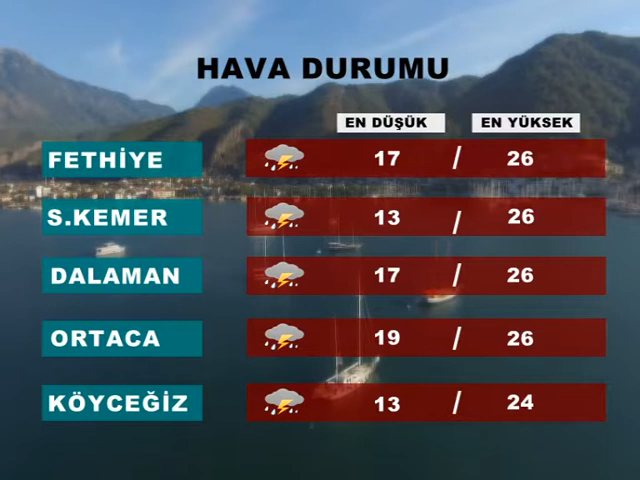 HAVA DURUMU
EN DÜŞÜK EN YÜKSEK
FETHİYE 17 / 26
S.KEMER 13 / 26
DALAMAN 17 / 26
ORTACA 19 / 26
KÖYCEĞİZ 13 / 24